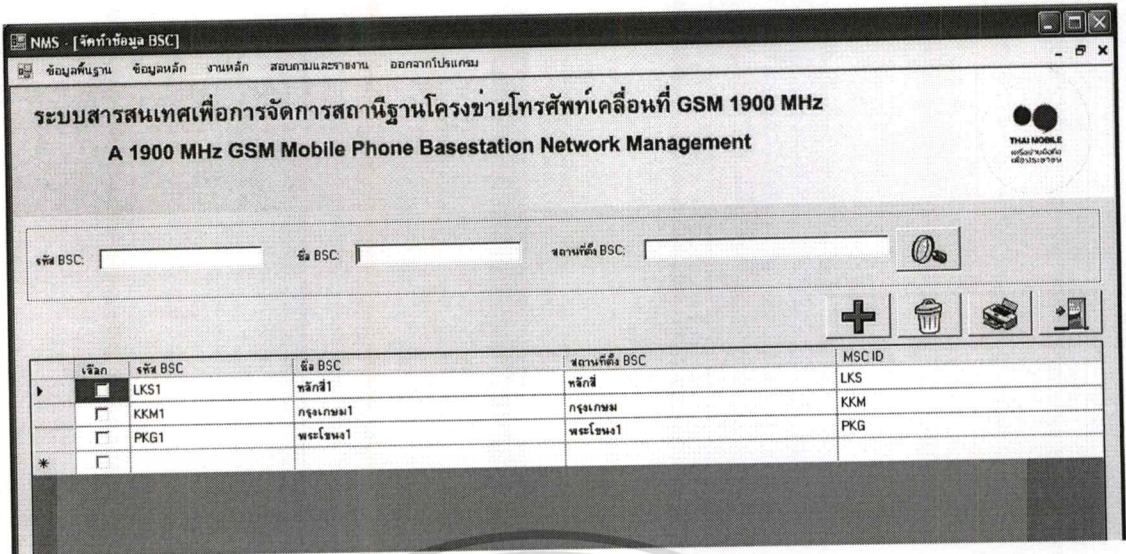 NMS - [จัดทำข้อมูล BSC]
ข้อมูลพื้นฐาน ข้อมูลหลัก งานหลัก สอบถามและรายงาน ออกจากโปรแกรม
ระบบสารสนเทศเพื่อการจัดการสถานีฐานโครงข่ายโทรศัพท์เคลื่อนที่ GSM 1900 MHz
A 1900 MHz GSM Mobile Phone Basestation Network Management
THAI MOBILE
รหัส BSC: ชื่อ BSC: สถานที่ตั้ง BSC:
เลือก รหัส BSC ชื่อ BSC สถานที่ตั้ง BSC MSC ID
LKS1 หลักสี่1 หลักสี่ LKS
KKM1 กรุงเกษม1 กรุงเกษม KKM
PKG1 พระโขนง1 พระโขนง1 PKG